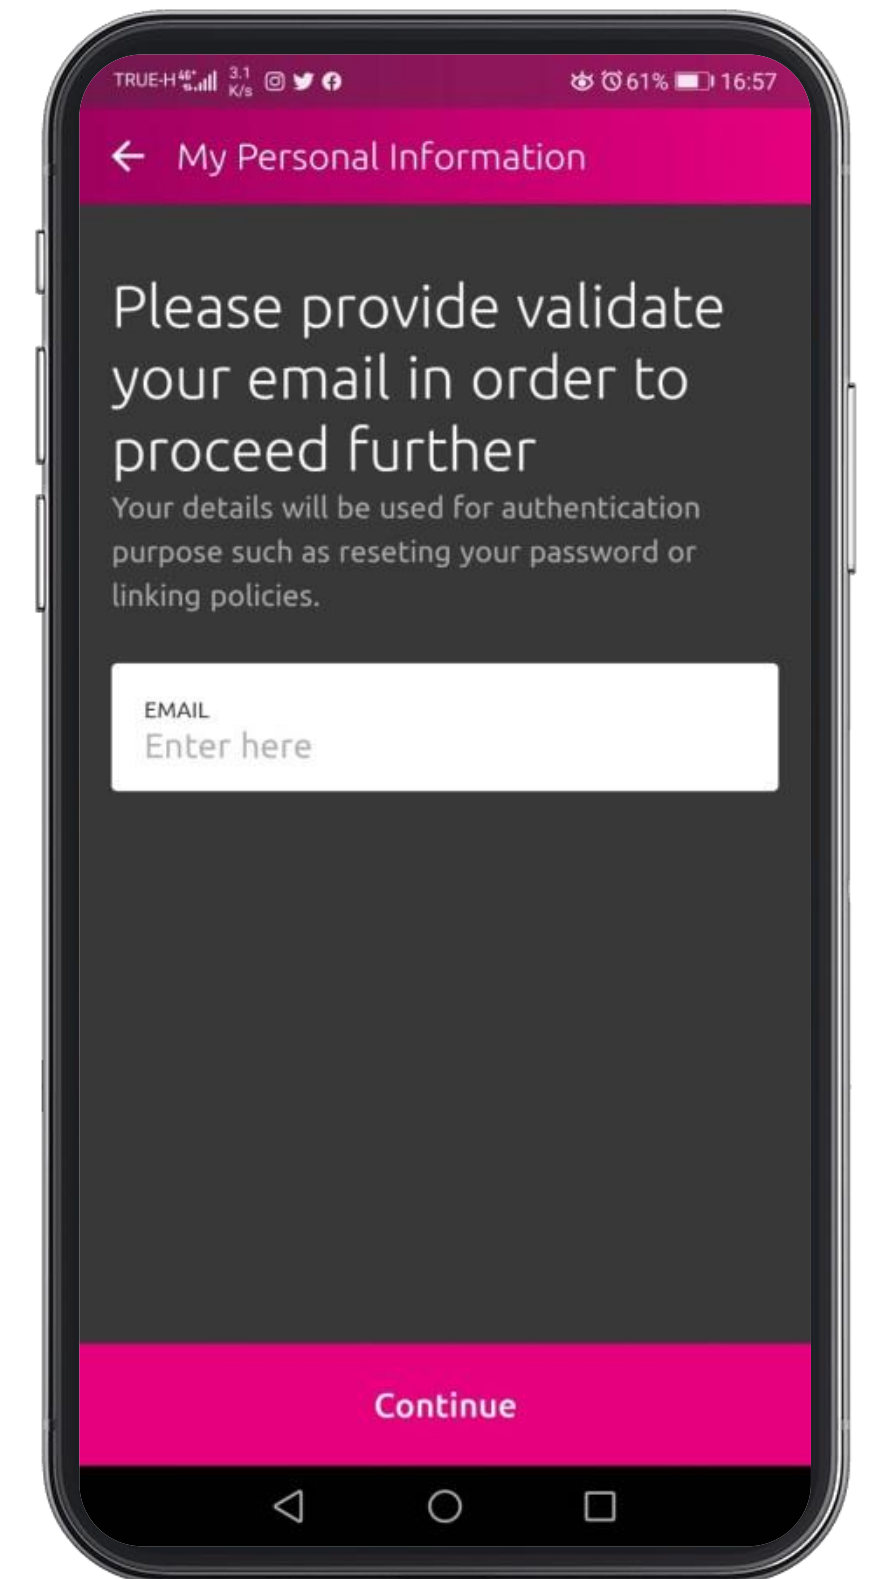 TRUE-H 46+ 3.1 K/s 61% 16:57
My Personal Information
Please provide validate
your email in order to
proceed further
Your details will be used for authentication
purpose such as reseting your password or
linking policies.
EMAIL
Enter here
Continue